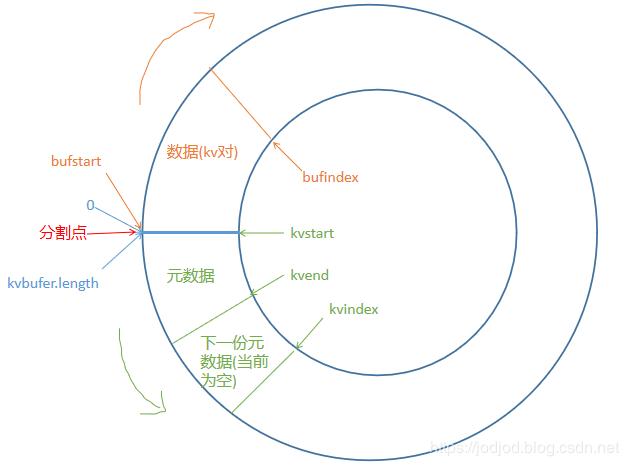 数据(kv对)
bufstart
bufindex
0
分割点
kvstart
kvbufer.length
元数据
kvend
kvindex
下一份元
数据(当前
为空)
https://jodjod.blog.csdn.net